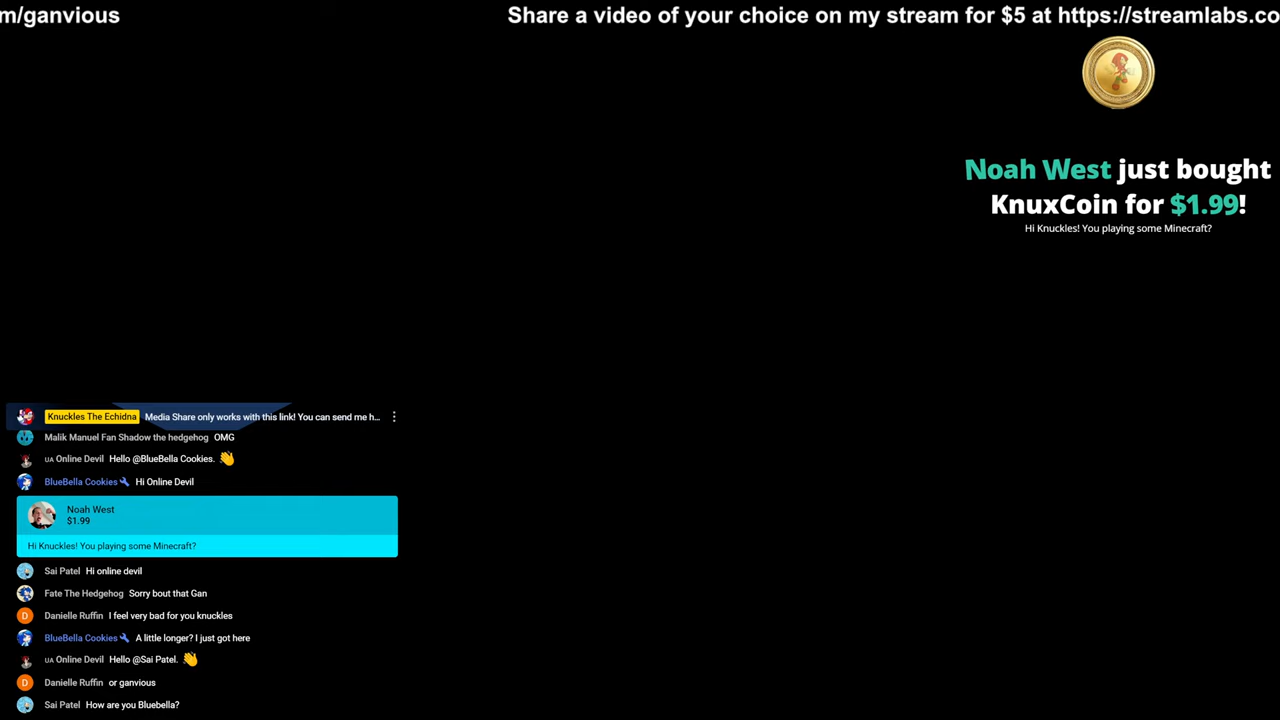 m/ganvious
Share a video of your choice on my stream for $5 at https://streamlabs.co
Noah West just bought
KnuxCoin for $1.99!
Hi Knuckles! You playing some Minecraft?
Knuckles The Echidna Media Share only works with this link! You can send me h...
Malik Manuel Fan Shadow the hedgehog OMG
UA Online Devil Hello @BlueBella Cookies. 👋
BlueBella Cookies Hi Online Devil
Noah West
$1.99
Hi Knuckles! You playing some Minecraft?
Sai Patel Hi online devil
Fate The Hedgehog Sorry bout that Gan
D Danielle Ruffin I feel very bad for you knuckles
BlueBella Cookies A little longer? I just got here
UA Online Devil Hello @Sai Patel. 👋
D Danielle Ruffin or ganvious
Sai Patel How are you Bluebella?